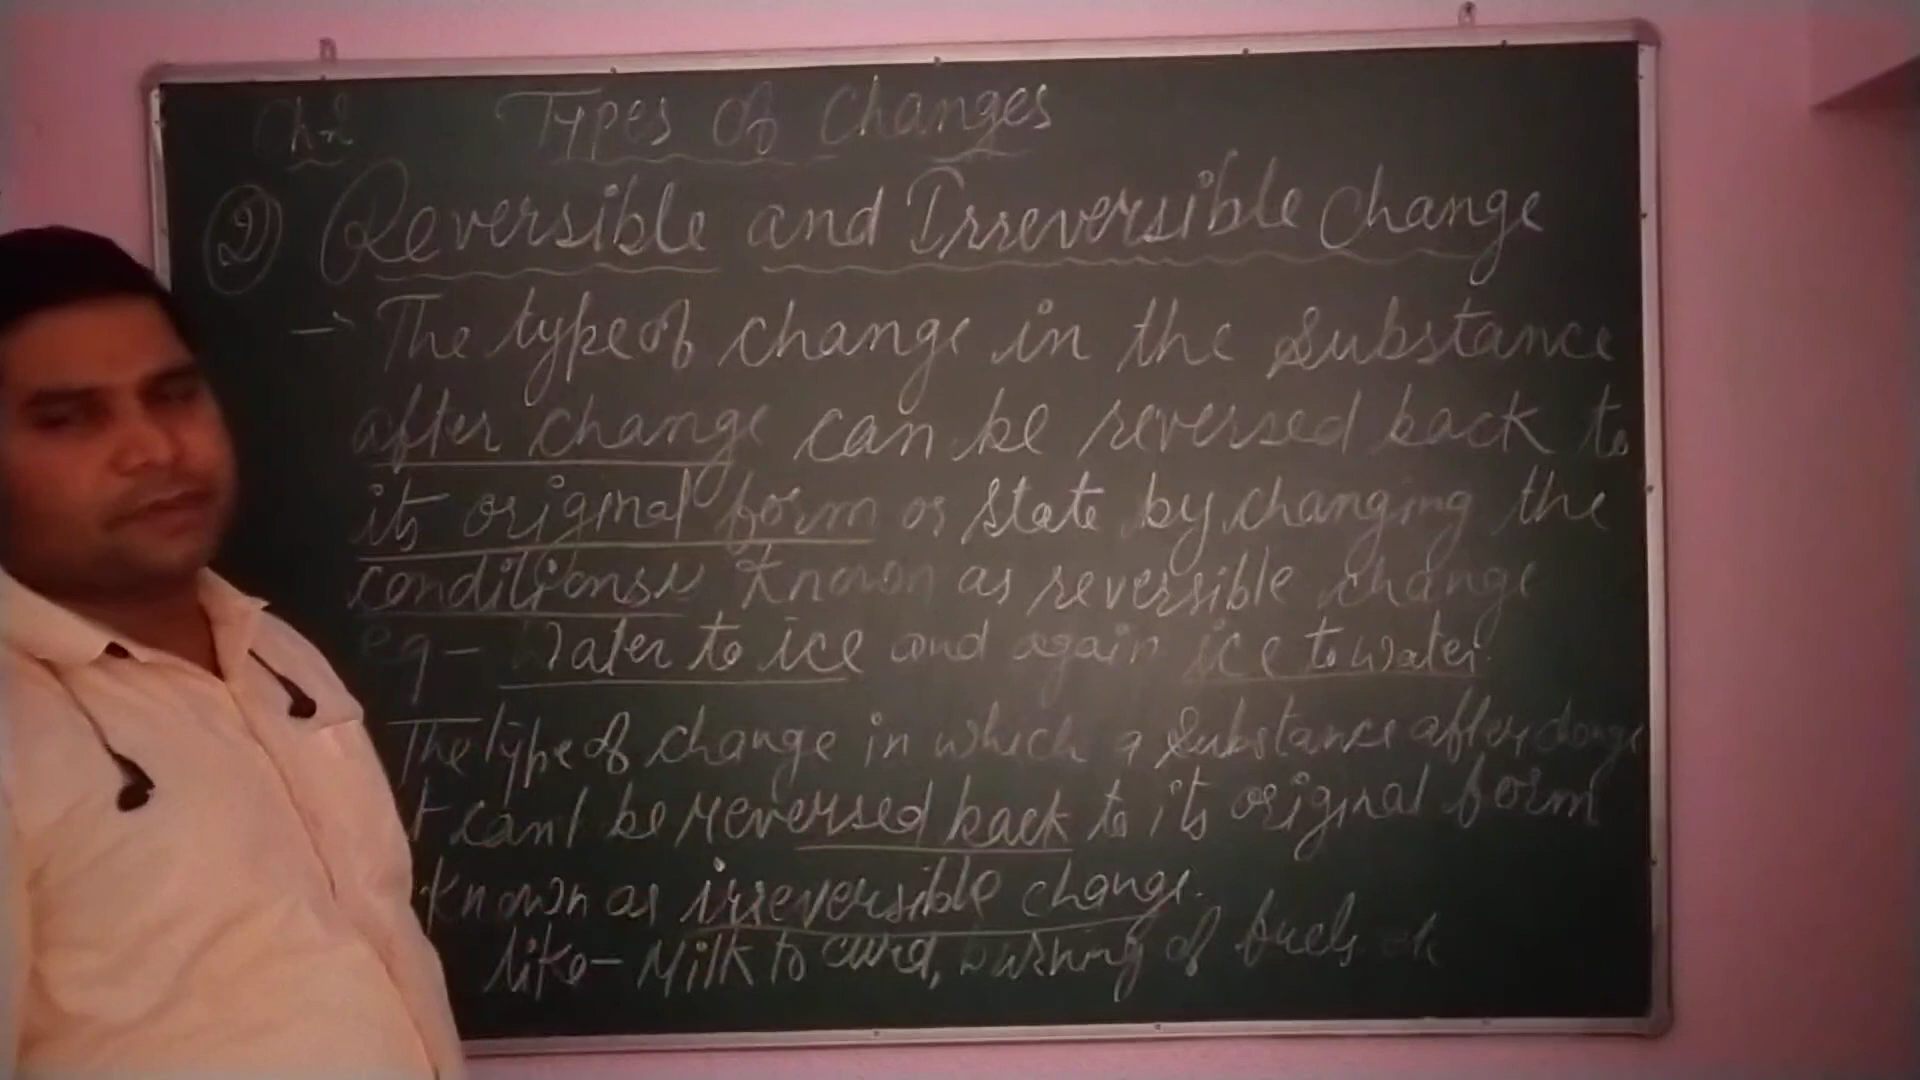 Ch-2 Types of Changes
2) Reversible and Irreversible Change
→ The type of change in the substance
after change can be reversed back to
its original form or state by changing the
conditions known as reversible change
eg - Water to ice and again ice to water.
The type of change in which a substance after change
t can't be reversed back to its original form
known as irreversible change.
like - Milk to curd, burning of fuels etc